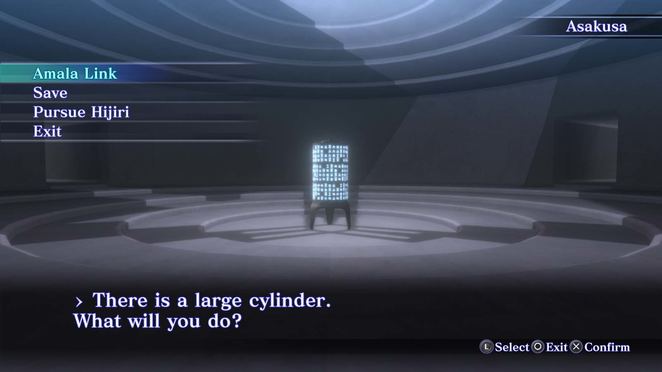 Asakusa
Amala Link
Save
Pursue Hijiri
Exit
› There is a large cylinder.
What will you do?
L Select O Exit X Confirm